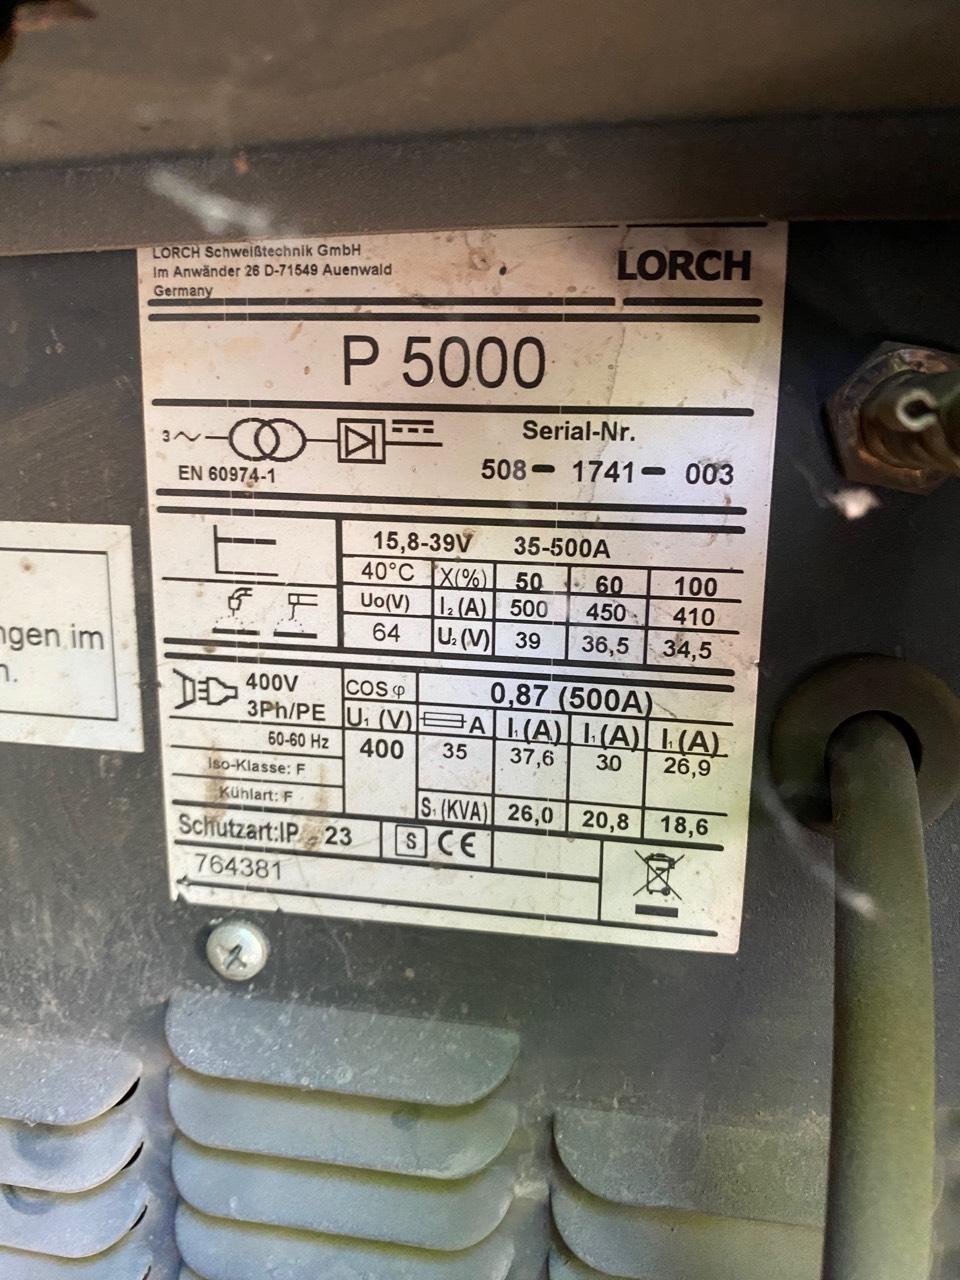 LORCH Schweißtechnik GmbH
Im Anwänder 26 D-71549 Auenwald
Germany
LORCH
P 5000
3~
EN 60974-1
Serial-Nr.
508- 1741- 003
15,8-39V 35-500A
40°C X(%) 50 60 100
Uo(V) I₂(A) 500 450 410
64 U₂(V) 39 36,5 34,5
400V
3Ph/PE
60-60 Hz
Iso-Klasse: F
Kühlart: F
COS φ 0,87 (500A)
U₁ (V) A I₁(A) I₁(A) I₁(A)
400 35 37,6 30 26,9
S₁(KVA) 26,0 20,8 18,6
Schutzart:IP 23 S CE
764381
ngen im
n.